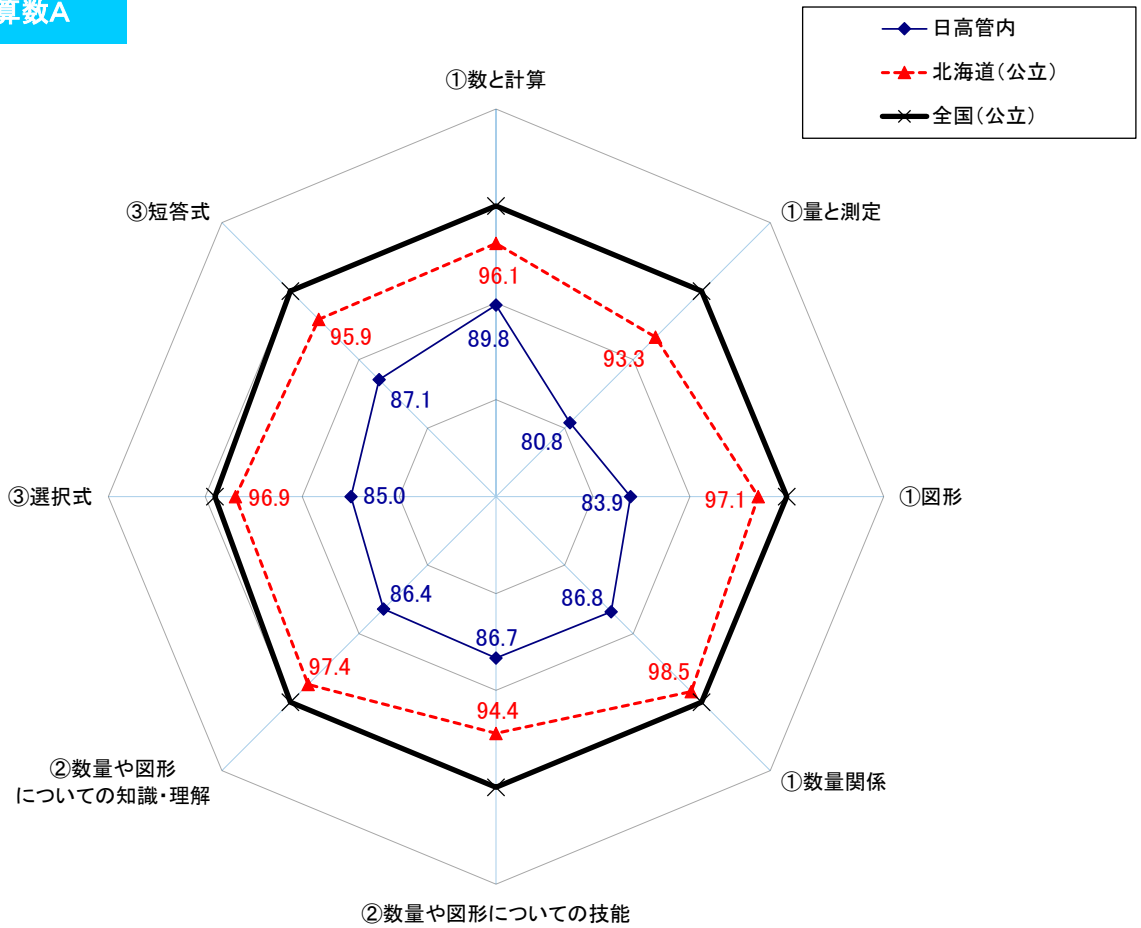 算数A
日高管内
北海道(公立)
全国(公立)
①数と計算
③短答式
①量と測定
96.1
95.9
89.8
93.3
87.1
80.8
③選択式
96.9
85.0
83.9
97.1
①図形
86.4
86.8
86.7
97.4
98.5
94.4
②数量や図形
についての知識・理解
①数量関係
②数量や図形についての技能